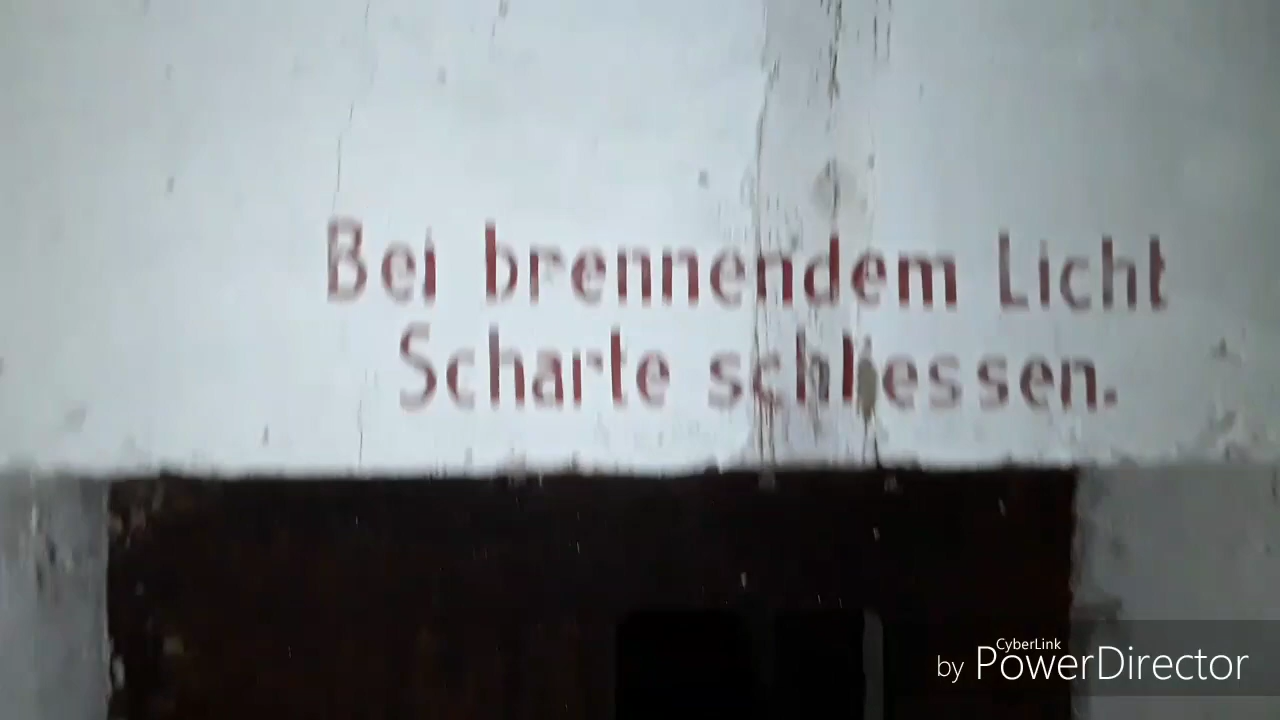 Bei brennendem Licht
Scharte schliessen.
CyberLink
by PowerDirector